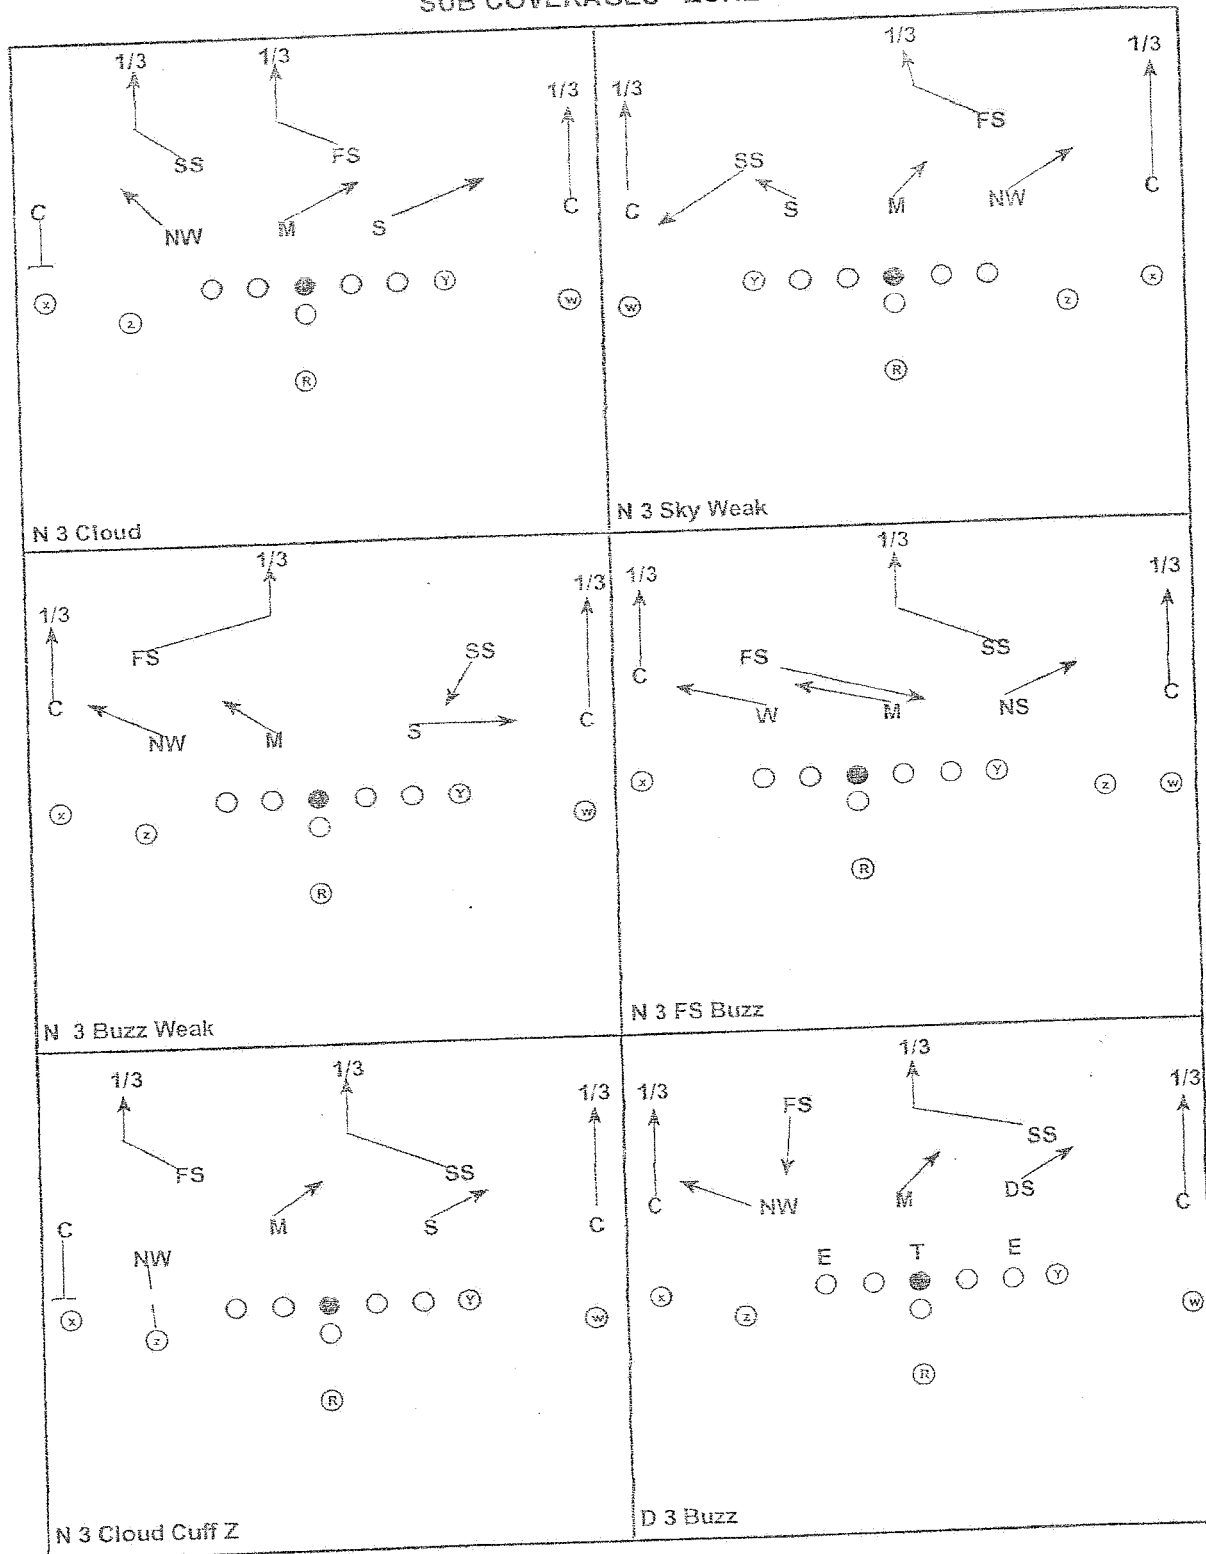 SUB COVERAGES
1/3 1/3 1/3
SS FS
C NW M S C
Y
X Z W
R
N 3 Cloud
1/3 1/3 1/3
FS
SS
C S M NW C
Y
W Z X
R
N 3 Sky Weak
1/3 1/3 1/3
FS SS
C NW M S C
Y
X Z W
R
N 3 Buzz Weak
1/3 1/3 1/3
FS SS
C W M NS C
X Y Z W
R
N 3 FS Buzz
1/3 1/3 1/3
FS SS
C NW M S C
Y
X Z W
R
N 3 Cloud Cuff Z
1/3 1/3 1/3
FS SS
C NW M DS C
E T E
Y
X Z W
R
D 3 Buzz